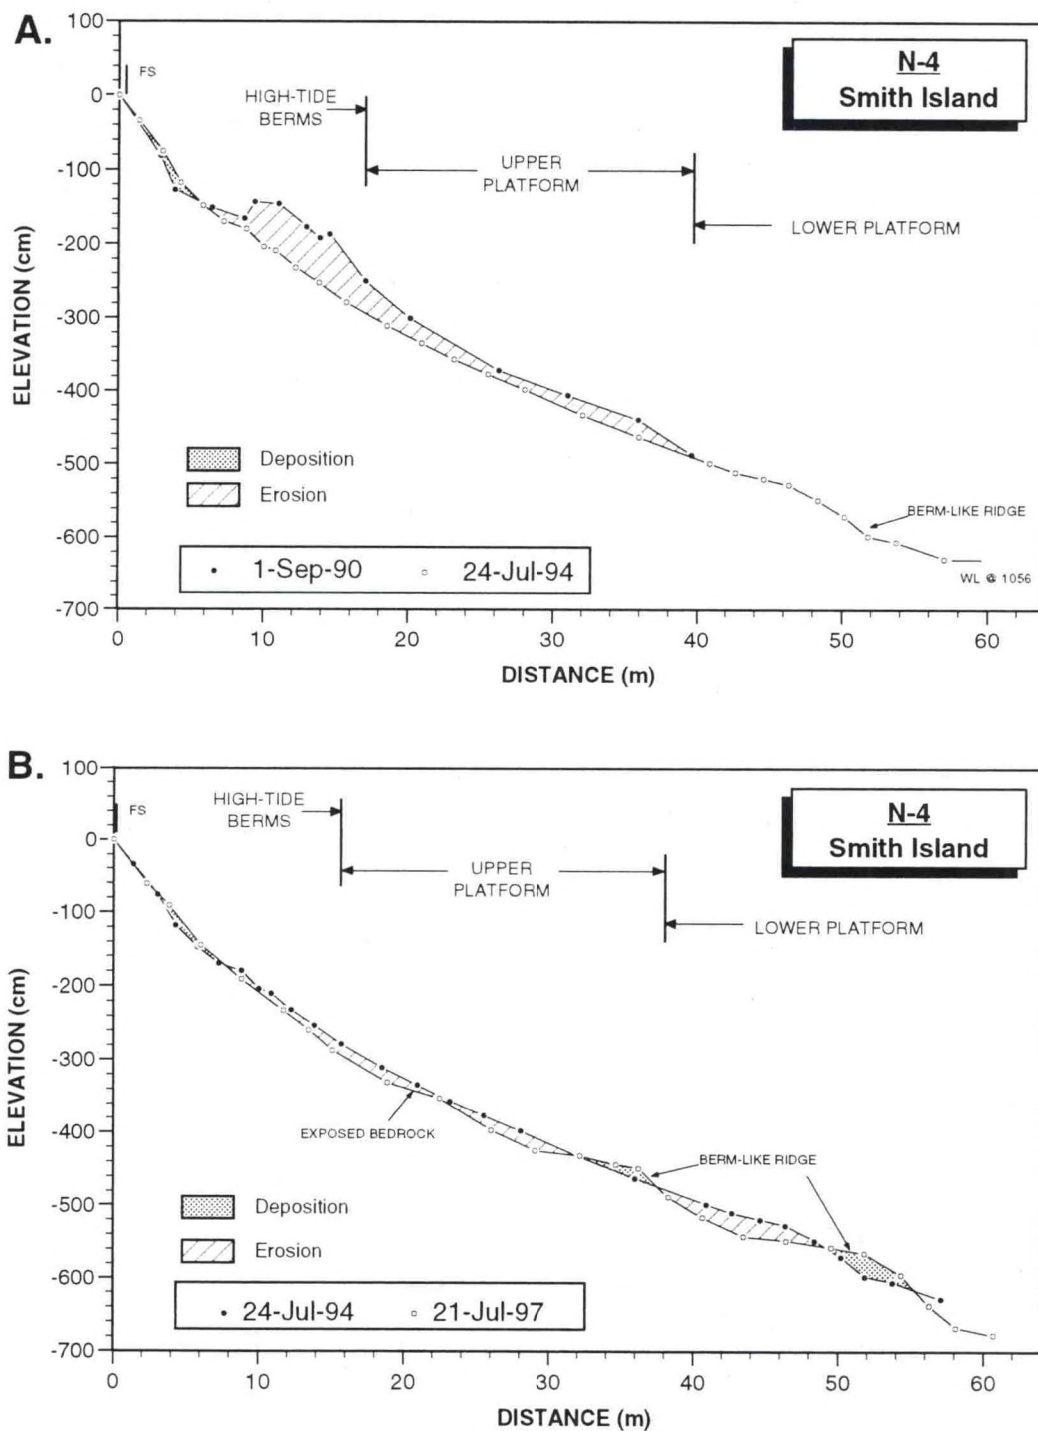 A.
N-4
Smith Island
FS
HIGH-TIDE
BERMS
UPPER
PLATFORM
LOWER PLATFORM
BERM-LIKE RIDGE
WL @ 1056
Deposition
Erosion
1-Sep-90 24-Jul-94
100
0
-100
-200
-300
-400
-500
-600
-700
ELEVATION (cm)
0 10 20 30 40 50 60
DISTANCE (m)
B.
N-4
Smith Island
FS
HIGH-TIDE
BERMS
UPPER
PLATFORM
LOWER PLATFORM
EXPOSED BEDROCK
BERM-LIKE RIDGE
Deposition
Erosion
24-Jul-94 21-Jul-97
100
0
-100
-200
-300
-400
-500
-600
-700
ELEVATION (cm)
0 10 20 30 40 50 60
DISTANCE (m)